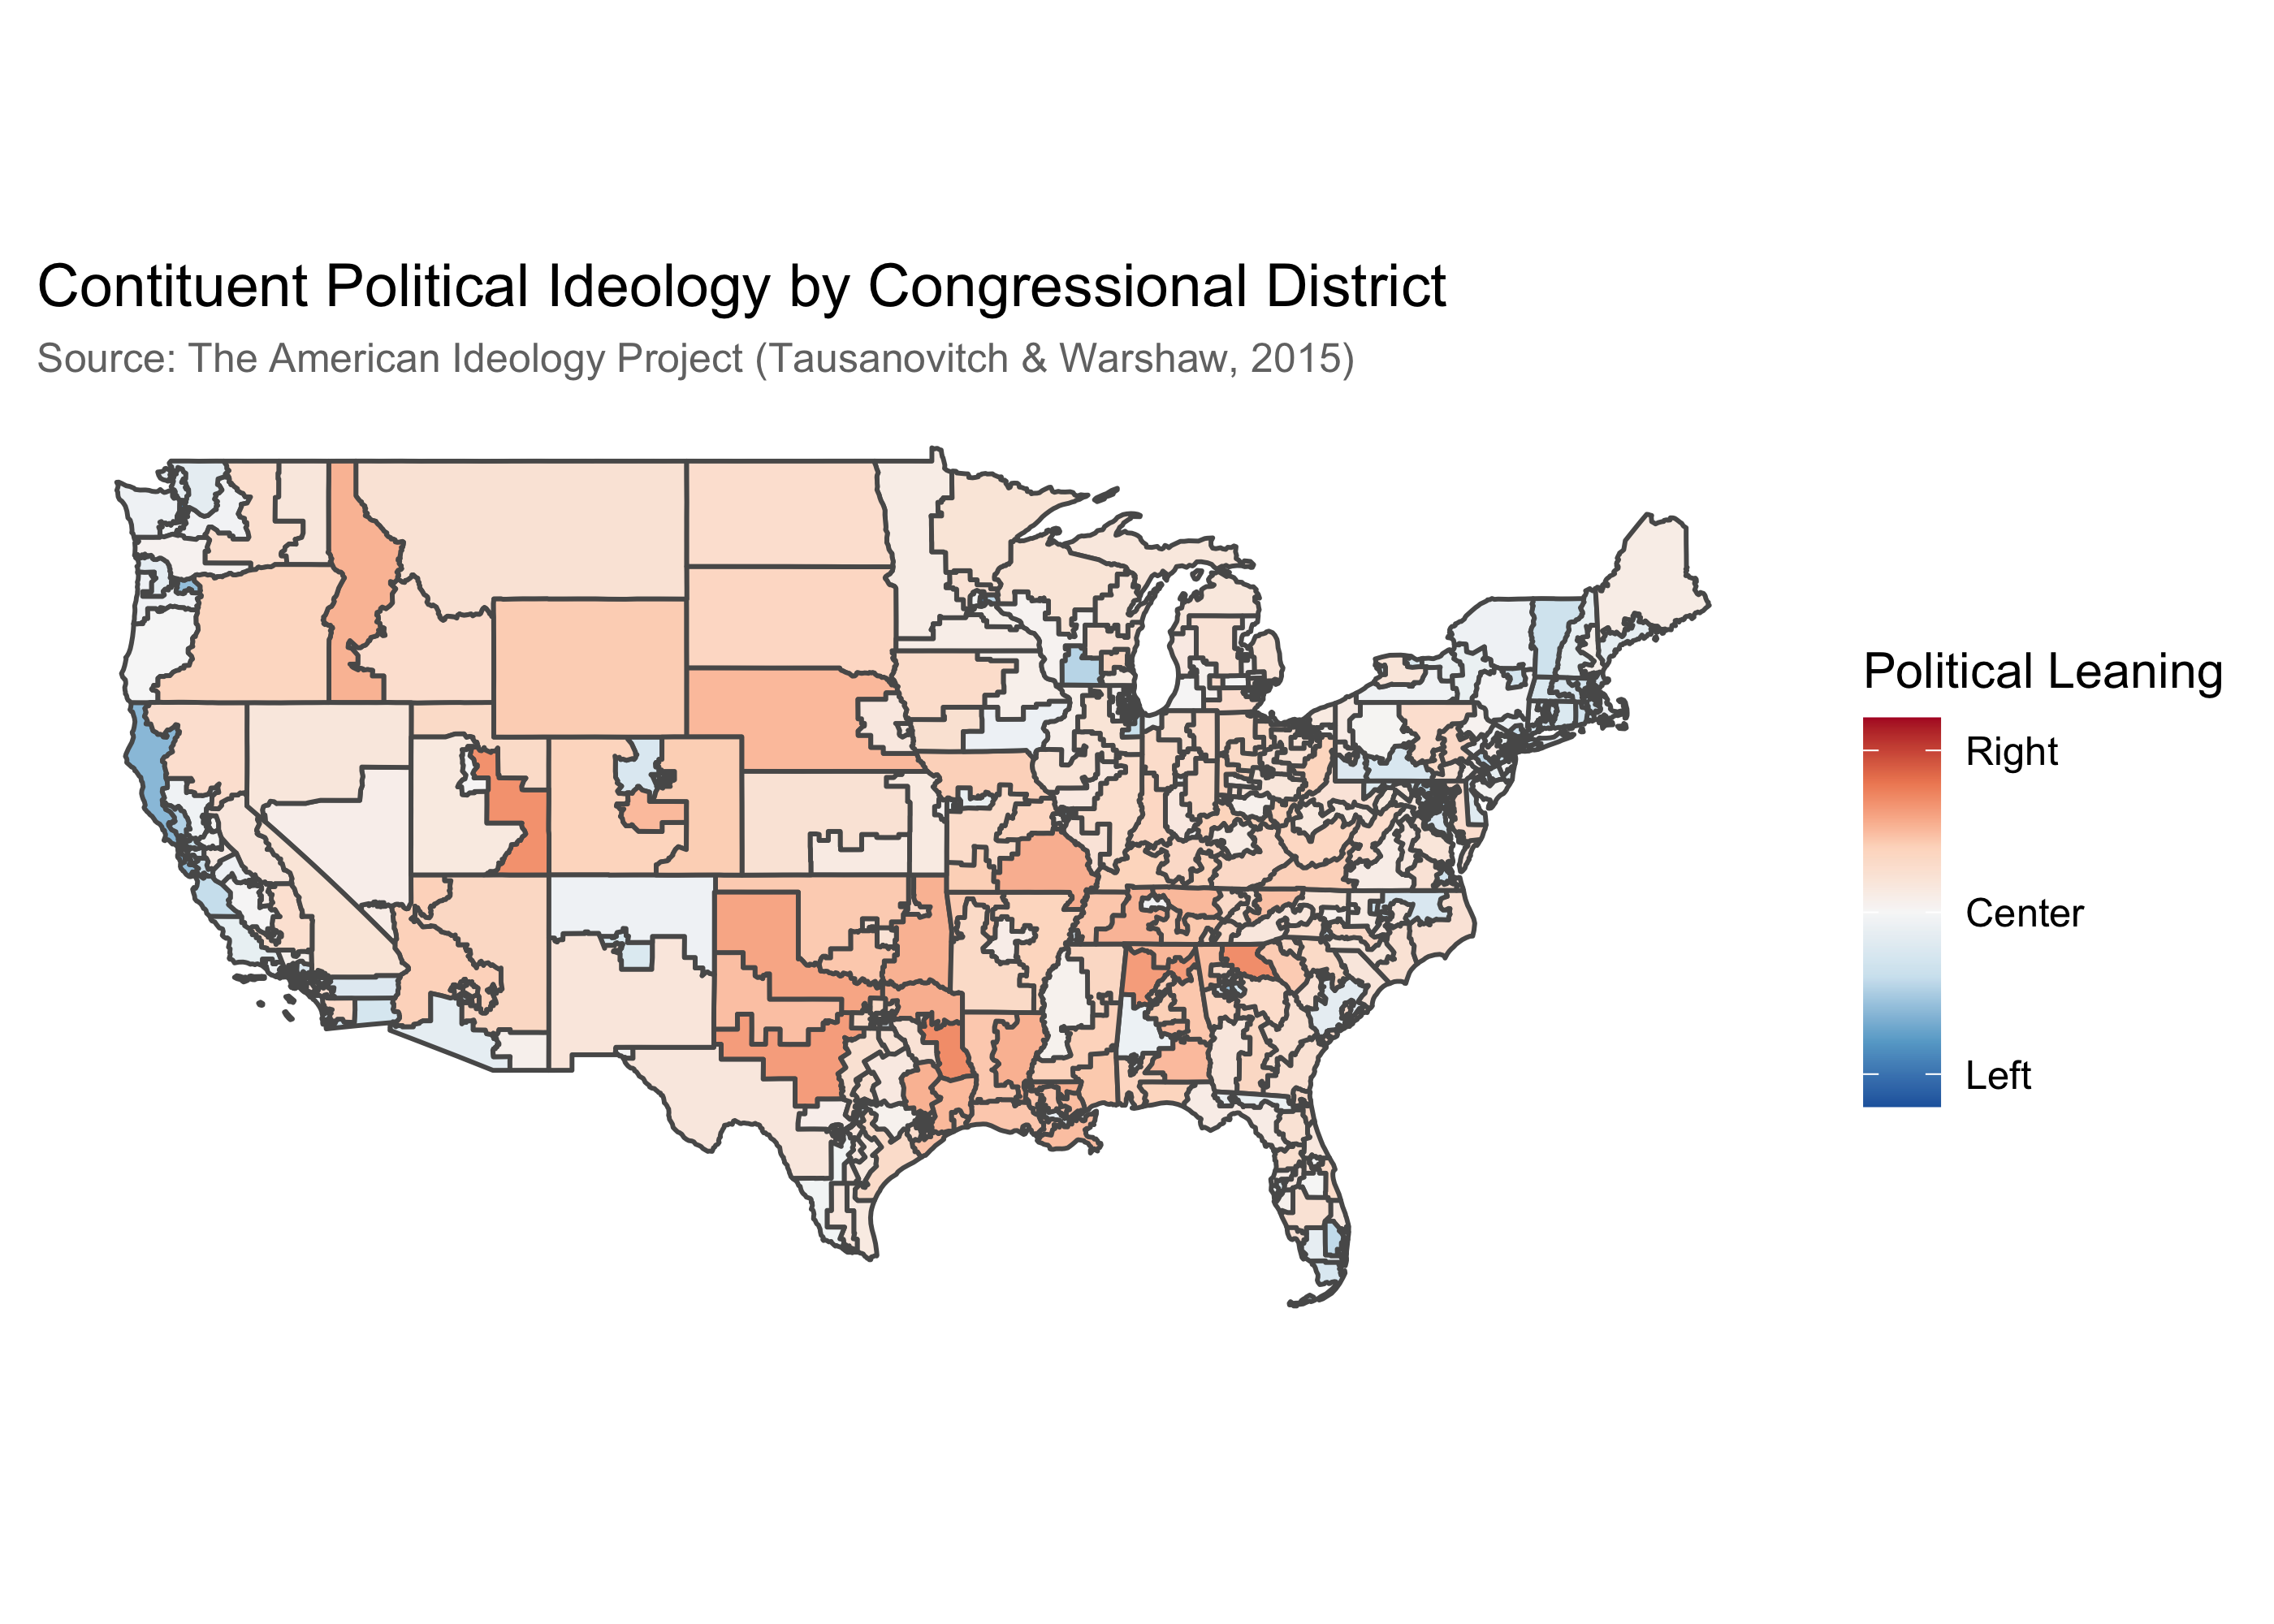 Contituent Political Ideology by Congressional District
Source: The American Ideology Project (Tausanovitch & Warshaw, 2015)
Political Leaning
Right
Center
Left